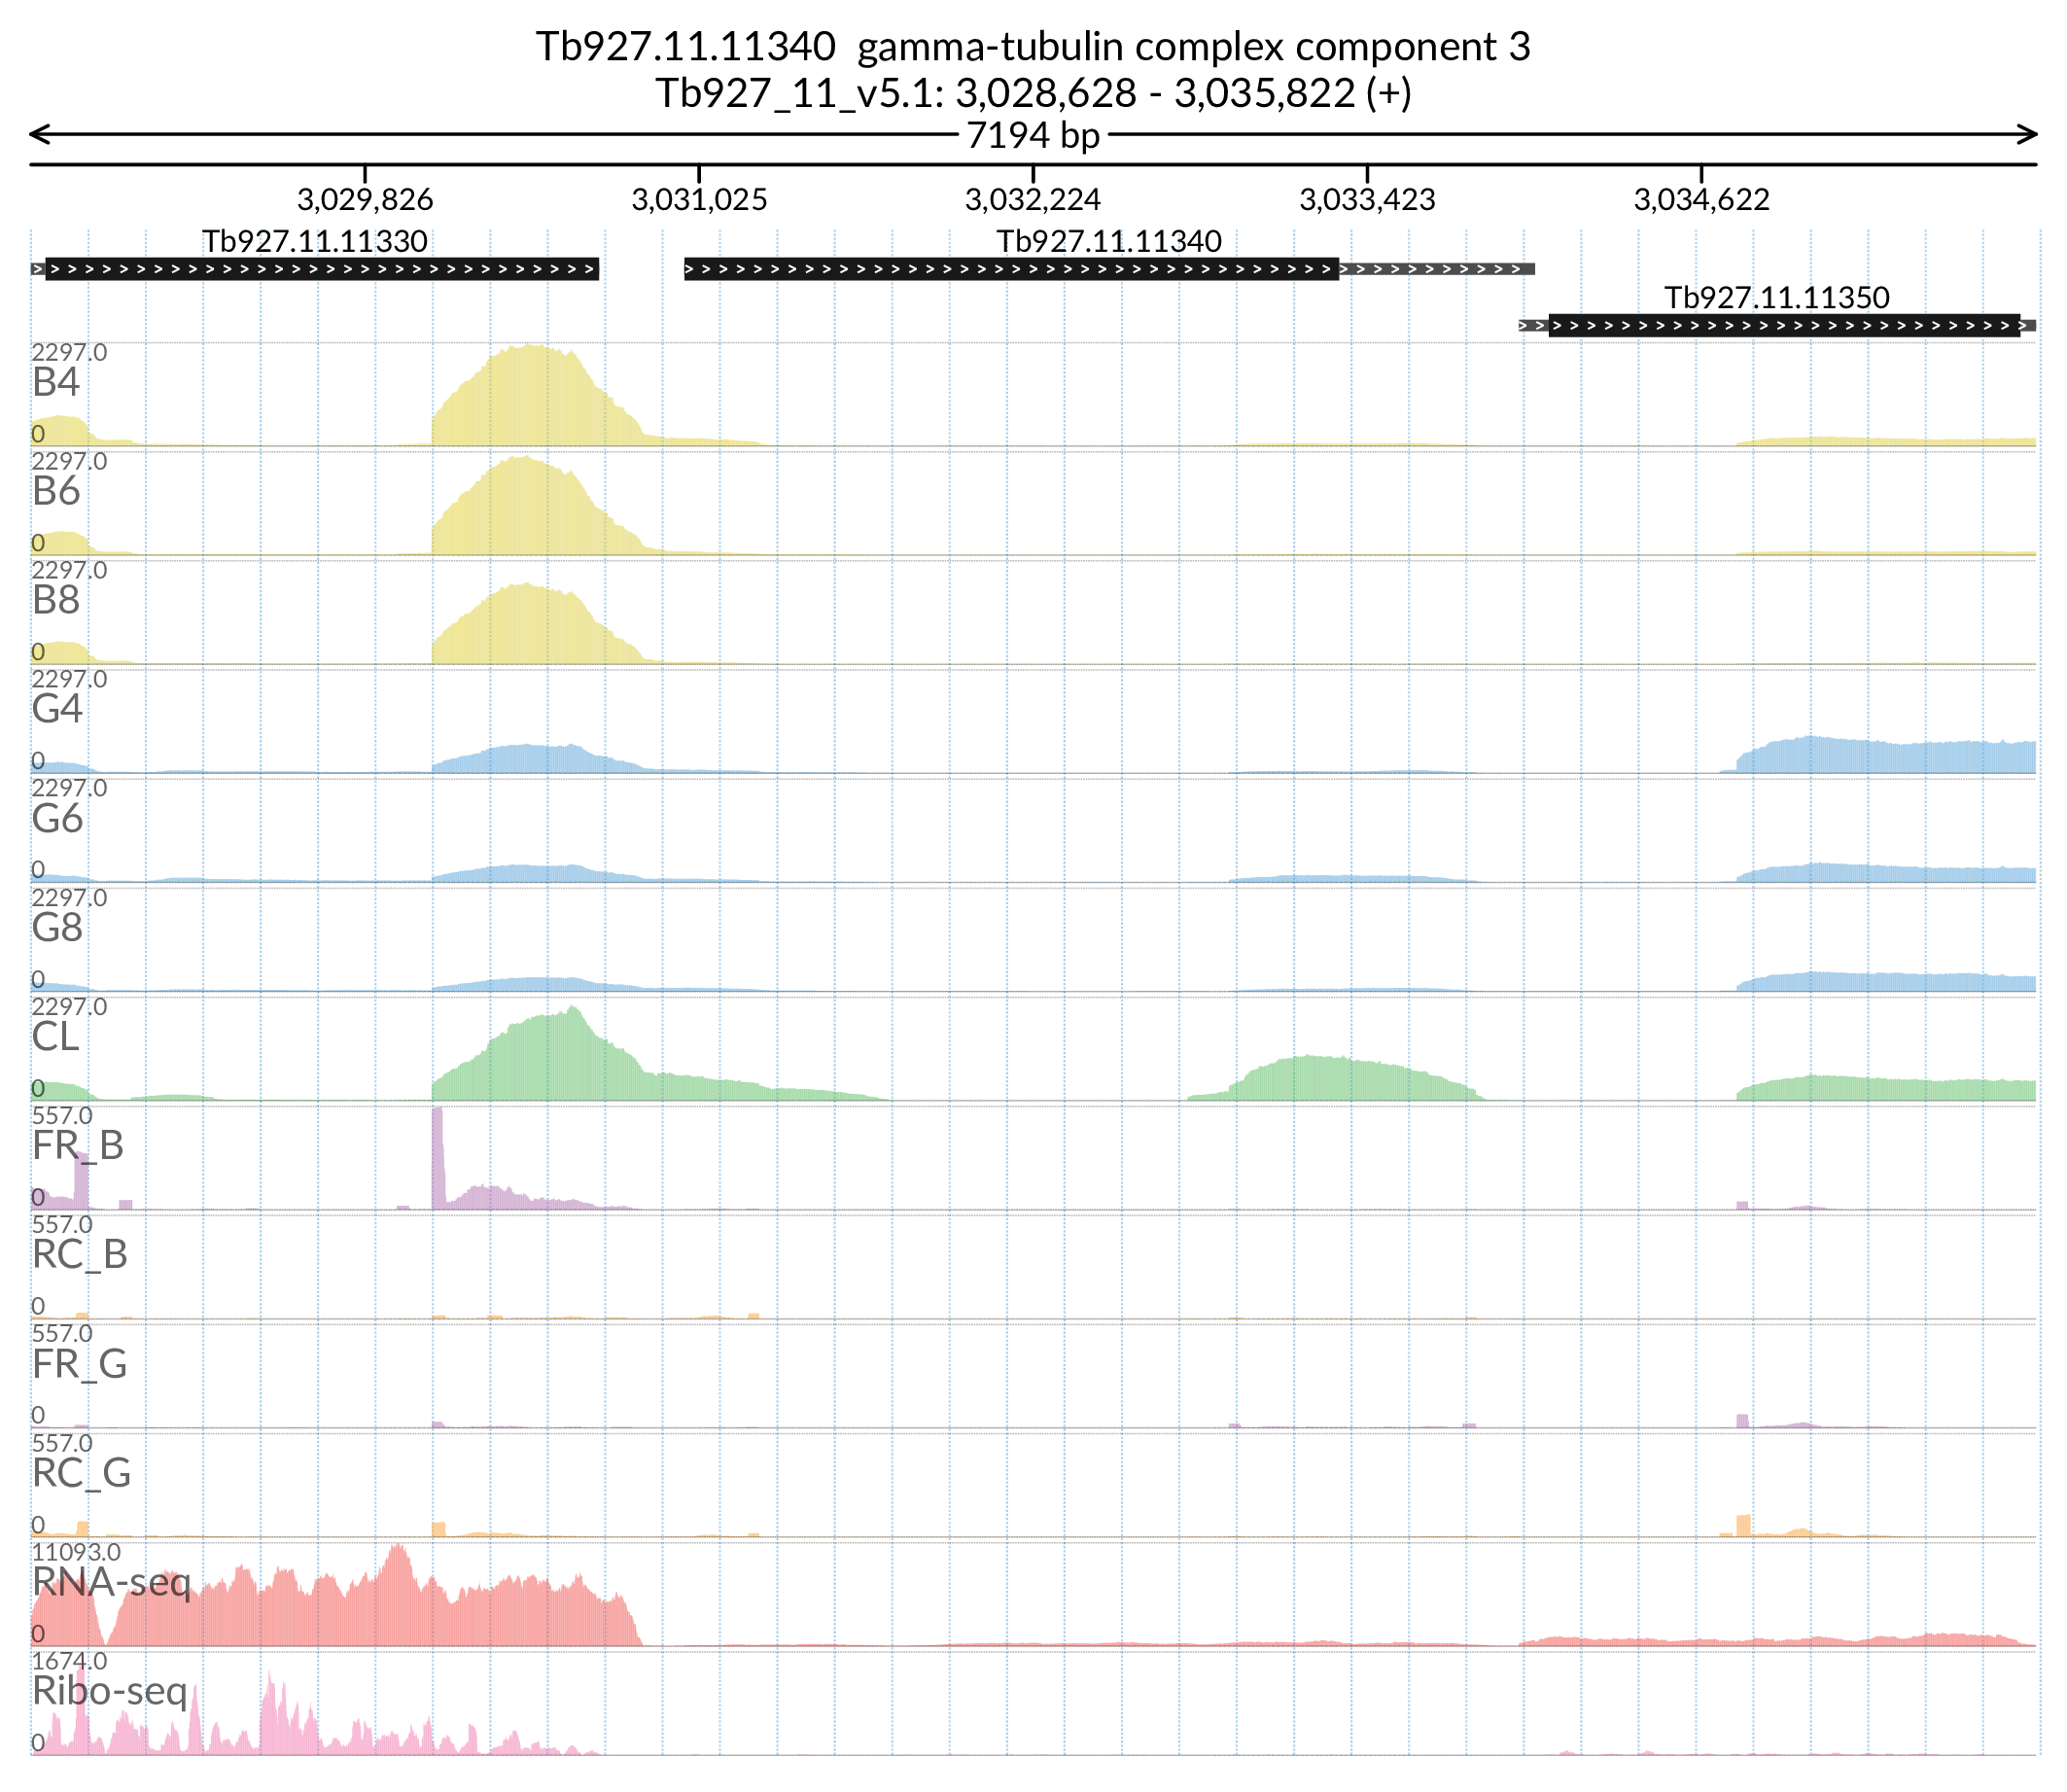 Tb927.11.11340  gamma-tubulin complex component 3
Tb927_11_v5.1: 3,028,628 - 3,035,822 (+)
7194 bp
3,029,826 3,031,025 3,032,224 3,033,423 3,034,622
Tb927.11.11330 Tb927.11.11340
Tb927.11.11350
2297.0
B4
0
2297.0
B6
0
2297.0
B8
0
2297.0
G4
0
2297.0
G6
0
2297.0
G8
0
2297.0
CL
0
557.0
FR_B
0
557.0
RC_B
0
557.0
FR_G
0
557.0
RC_G
0
11093.0
RNA-seq
0
1674.0
Ribo-seq
0